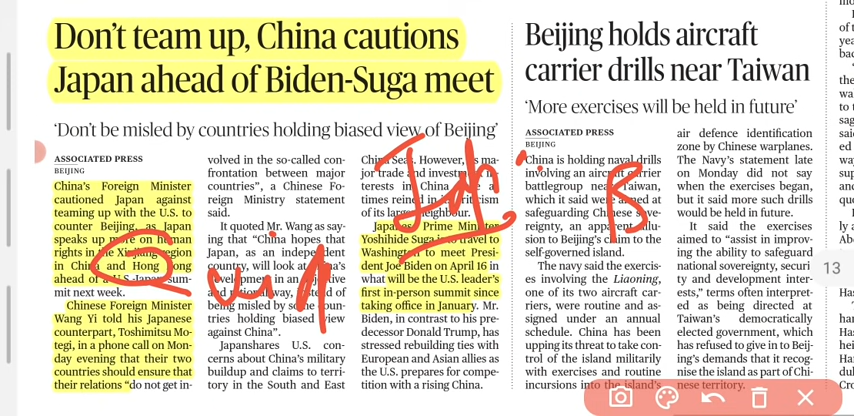 Don't team up, China cautions
Japan ahead of Biden-Suga meet
'Don't be misled by countries holding biased view of Beijing'
ASSOCIATED PRESS
BEIJING
China's Foreign Minister
cautioned Japan against
teaming up with the U.S. to
counter Beijing, as Japan
speaks up more on human
rights in the Xinjiang region
in China and Hong Kong
ahead of a U.S.-Japan sum-
mit next week.
Chinese Foreign Minister
Wang Yi told his Japanese
counterpart, Toshimitsu Mo-
tegi, in a phone call on Mon-
day evening that their two
countries should ensure that
their relations "do not get in-
volved in the so-called con-
frontation between major
countries", a Chinese Fo-
reign Ministry statement
said.
It quoted Mr. Wang as say-
ing that "China hopes that
Japan, as an independent
country, will look at China's
development in an objective
and rational way, instead of
being misled by some coun-
tries holding biased view
against China".
Japanshares U.S. con-
cerns about China's military
buildup and claims to terri-
tory in the South and East
China Seas. However, its ma-
jor trade and investment in-
terests in China have at
times reined in its criticism
of its larger neighbour.
Japanese Prime Minister
Yoshihide Suga is to travel to
Washington to meet Presi-
dent Joe Biden on April 16 in
what will be the U.S. leader's
first in-person summit since
taking office in January. Mr.
Biden, in contrast to his pre-
decessor Donald Trump, has
stressed rebuilding ties with
European and Asian allies as
the U.S. prepares for compe-
tition with a rising China.
Beijing holds aircraft
carrier drills near Taiwan
'More exercises will be held in future'
ASSOCIATED PRESS
BEIJING
China is holding naval drills
involving an aircraft carrier
battlegroup near Taiwan,
which it said were aimed at
safeguarding Chinese sove-
reignty, an apparent allu-
sion to Beijing's claim to the
self-governed island.
The navy said the exercis-
es involving the Liaoning,
one of its two aircraft car-
riers, were routine and as-
signed under an annual
schedule. China has been
upping its threat to take con-
trol of the island militarily
with exercises and routine
incursions into the island's
air defence identification
zone by Chinese warplanes.
The Navy's statement late
on Monday did not say
when the exercises began,
but it said more such drills
would be held in future.
It said the exercises
aimed to "assist in improv-
ing the ability to safeguard
national sovereignty, securi
ty and development inter-
ests," terms often interpret-
ed as being directed at
Taiwan's democratically
elected government, which
has refused to give in to Beij-
ing's demands that it recog-
nise the island as part of Chi-
nese territory.
13